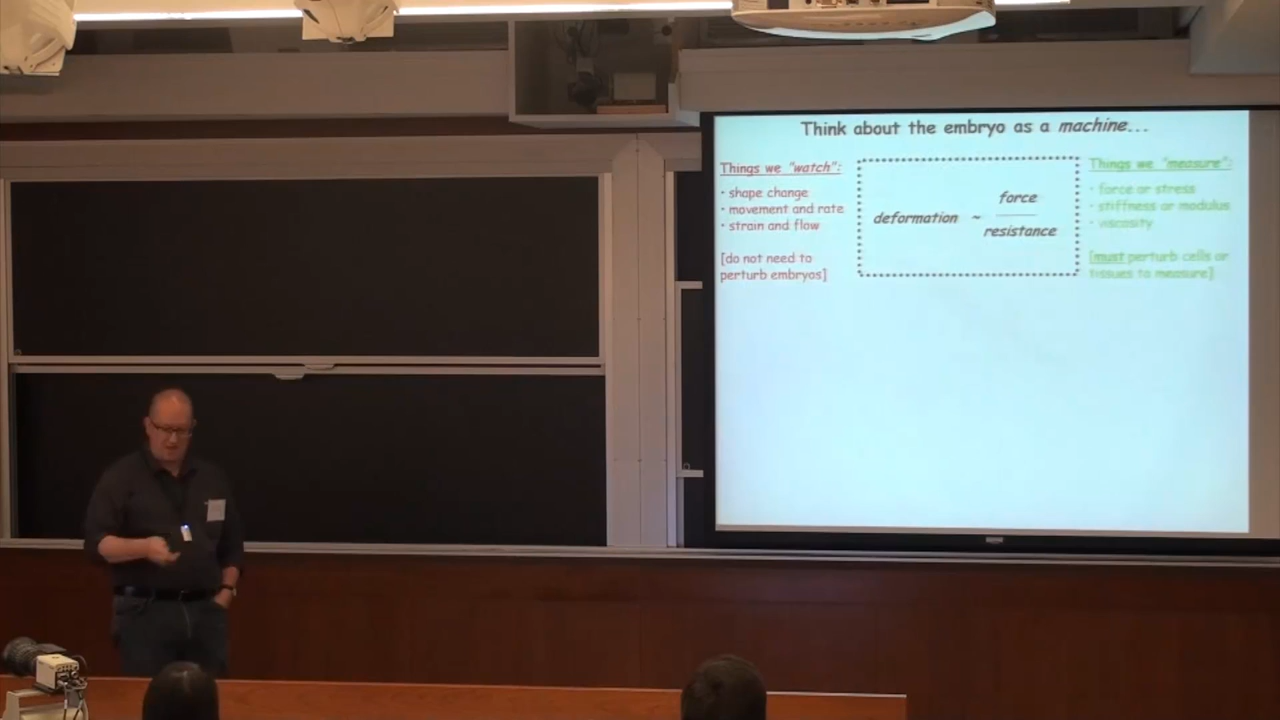 Think about the embryo as a machine...
Things we "watch":
• shape change
• movement and rate
• strain and flow
[do not need to
perturb embryos]
deformation ~ force
resistance
Things we "measure":
• force or stress
• stiffness or modulus
• viscosity
[must perturb cells or
tissues to measure]